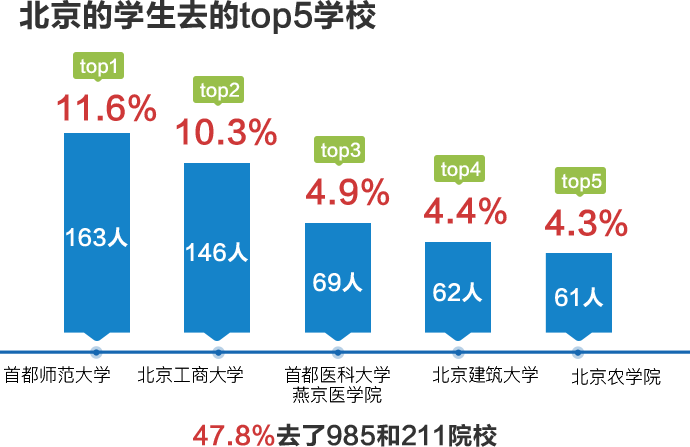 北京的学生去的top5学校
top1
11.6%
163人
首都师范大学
top2
10.3%
146人
北京工商大学
top3
4.9%
69人
首都医科大学
燕京医学院
top4
4.4%
62人
北京建筑大学
top5
4.3%
61人
北京农学院
47.8%去了985和211院校